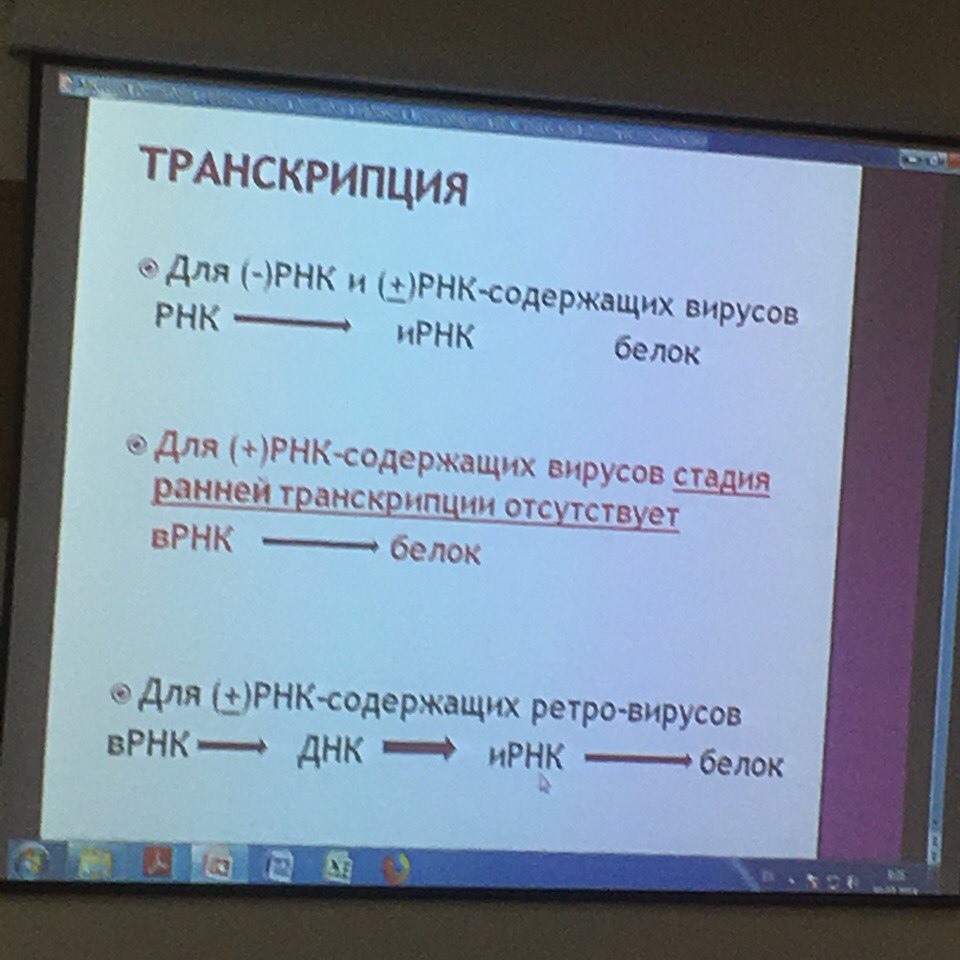 ТРАНСКРИПЦИЯ
Для (-)РНК и (±)РНК-содержащих вирусов
РНК → иРНК белок
Для (+)РНК-содержащих вирусов стадия
ранней транскрипции отсутствует
вРНК → белок
Для (±)РНК-содержащих ретро-вирусов
вРНК → ДНК → иРНК → белок